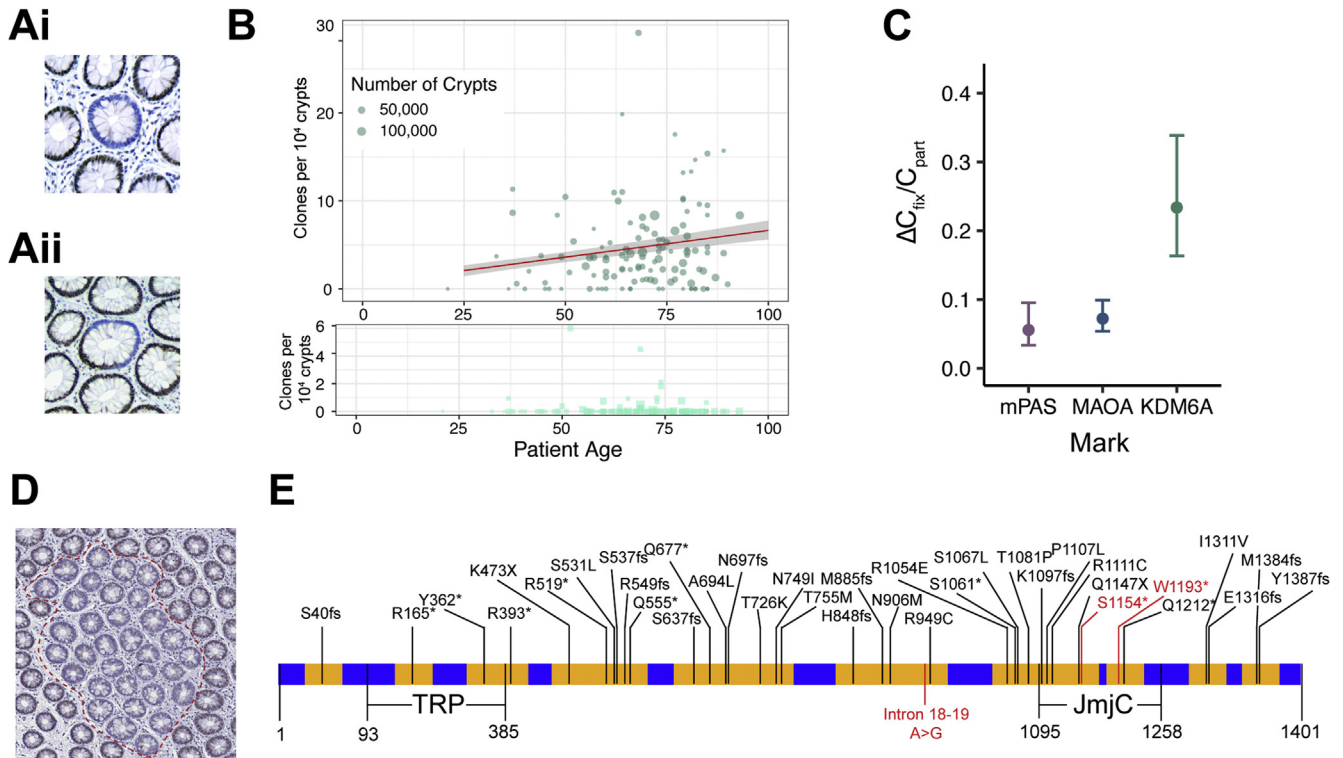 Ai
Aii
B
30
20
10
0
Clones per 10⁴ crypts
Number of Crypts
50,000
100,000
0 25 50 75 100
6
4
2
0
Clones per
10⁴ crypts
0 25 50 75 100
Patient Age
C
0.4
0.3
0.2
0.1
0.0
ΔC_fix/C_part
mPAS MAOA KDM6A
Mark
D
E
S40fs
R165*
Y362*
R393*
K473X
R519*
S531L
S537fs
R549fs
Q555*
S637fs
Q677*
A694L
N697fs
T726K
N749I
T755M
H848fs
M885fs
N906M
R949C
R1054E
S1061*
S1067L
T1081P
K1097fs
P1107L
R1111C
Q1147X
S1154*
W1193*
Q1212*
I1311V
E1316fs
M1384fs
Y1387fs
TRP
JmjC
Intron 18-19
A>G
1 93 385 1095 1258 1401